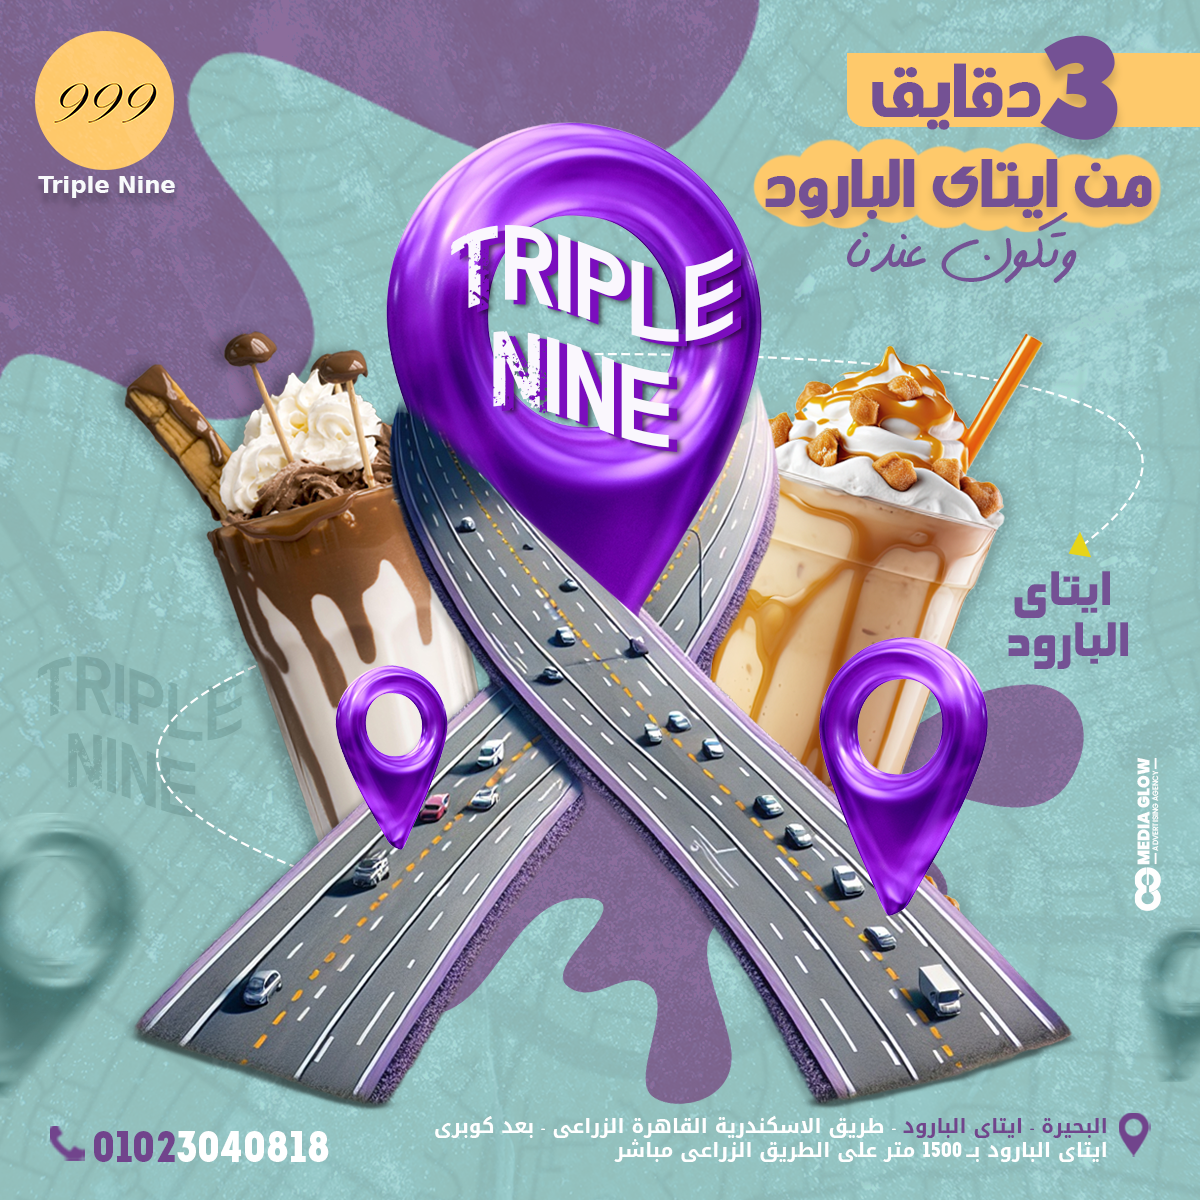 999
Triple Nine
3 دقايق
من ايتاى البارود
وتكون عندنا
TRIPLE
NINE
ايتاى
البارود
TRIPLE
NINE
MEDIA GLOW
ADVERTISING AGENCY
البحيرة - ايتاى البارود - طريق الاسكندرية القاهرة الزراعى - بعد كوبرى
ايتاى البارود بـ 1500 متر على الطريق الزراعى مباشر
01023040818